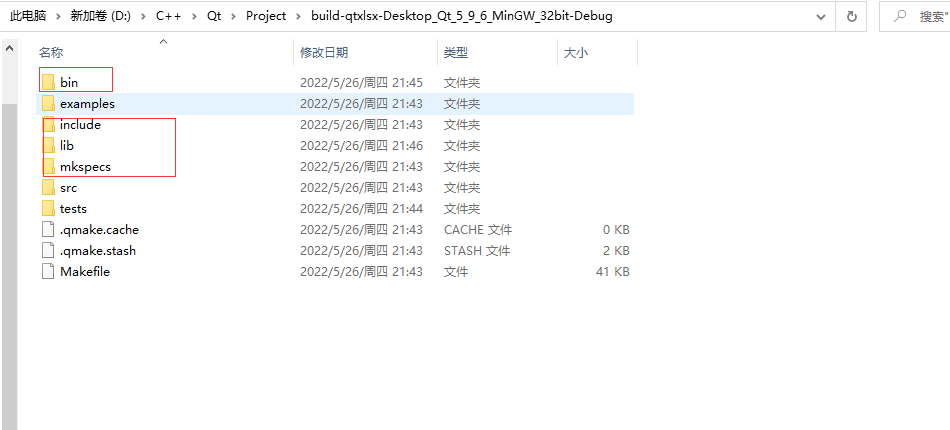 此电脑 > 新加卷 (D:) > C++ > Qt > Project > build-qtxlsx-Desktop_Qt_5_9_6_MinGW_32bit-Debug 搜索"
名称 修改日期 类型 大小
bin 2022/5/26/周四 21:45 文件夹
examples 2022/5/26/周四 21:43 文件夹
include 2022/5/26/周四 21:43 文件夹
lib 2022/5/26/周四 21:46 文件夹
mkspecs 2022/5/26/周四 21:43 文件夹
src 2022/5/26/周四 21:43 文件夹
tests 2022/5/26/周四 21:44 文件夹
.qmake.cache 2022/5/26/周四 21:43 CACHE 文件 0 KB
.qmake.stash 2022/5/26/周四 21:43 STASH 文件 2 KB
Makefile 2022/5/26/周四 21:43 文件 41 KB